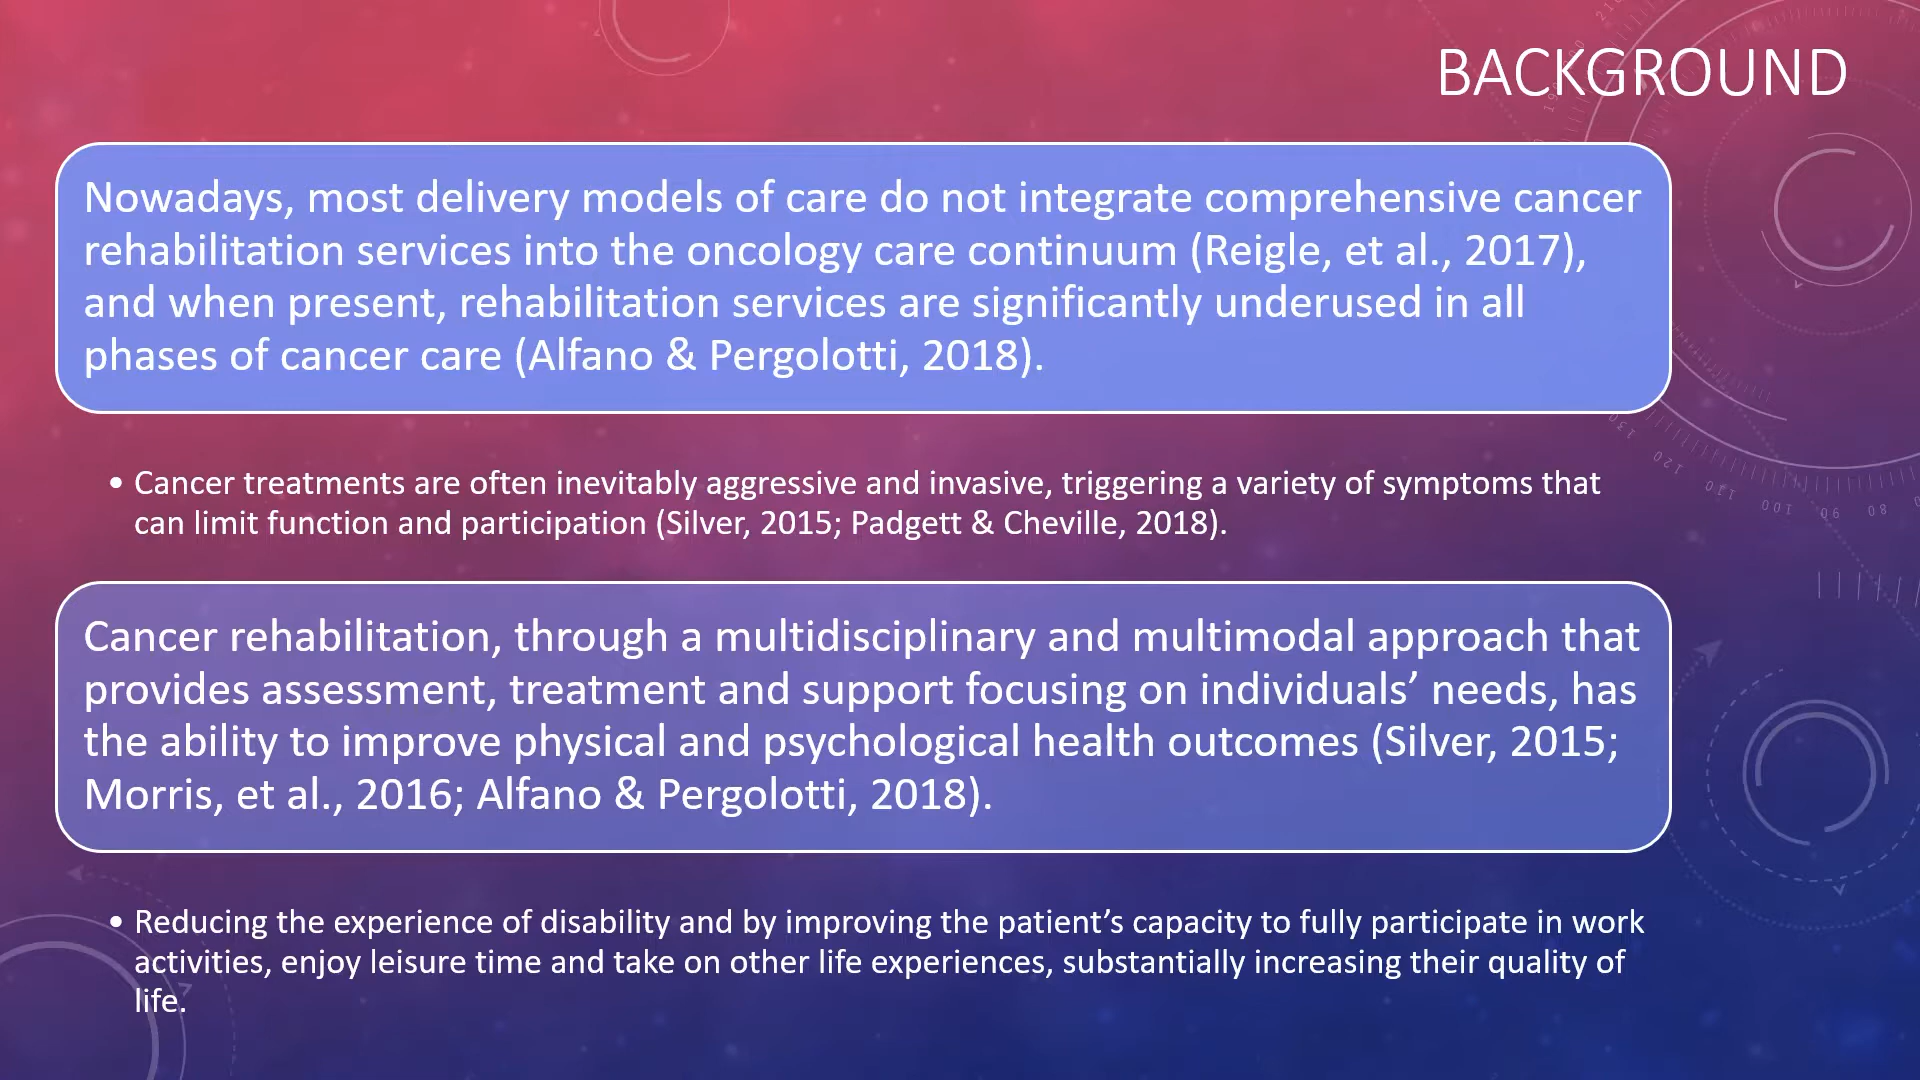 BACKGROUND
Nowadays, most delivery models of care do not integrate comprehensive cancer
rehabilitation services into the oncology care continuum (Reigle, et al., 2017),
and when present, rehabilitation services are significantly underused in all
phases of cancer care (Alfano & Pergolotti, 2018).
• Cancer treatments are often inevitably aggressive and invasive, triggering a variety of symptoms that
can limit function and participation (Silver, 2015; Padgett & Cheville, 2018).
Cancer rehabilitation, through a multidisciplinary and multimodal approach that
provides assessment, treatment and support focusing on individuals’ needs, has
the ability to improve physical and psychological health outcomes (Silver, 2015;
Morris, et al., 2016; Alfano & Pergolotti, 2018).
• Reducing the experience of disability and by improving the patient’s capacity to fully participate in work
activities, enjoy leisure time and take on other life experiences, substantially increasing their quality of
life.
130
120
110
100
90
80